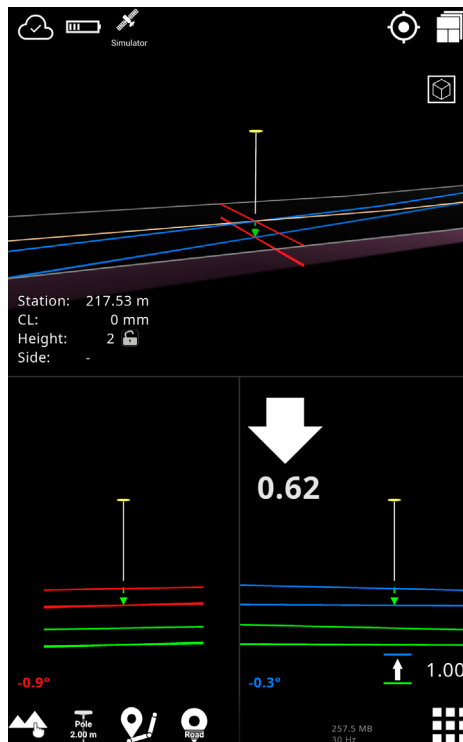 Simulator
Station: 217.53 m
CL: 0 mm
Height: 2
Side: -
0.62
-0.9°
-0.3°
1.00
Pole
2.00 m
Road
257.5 MB
30 Hz